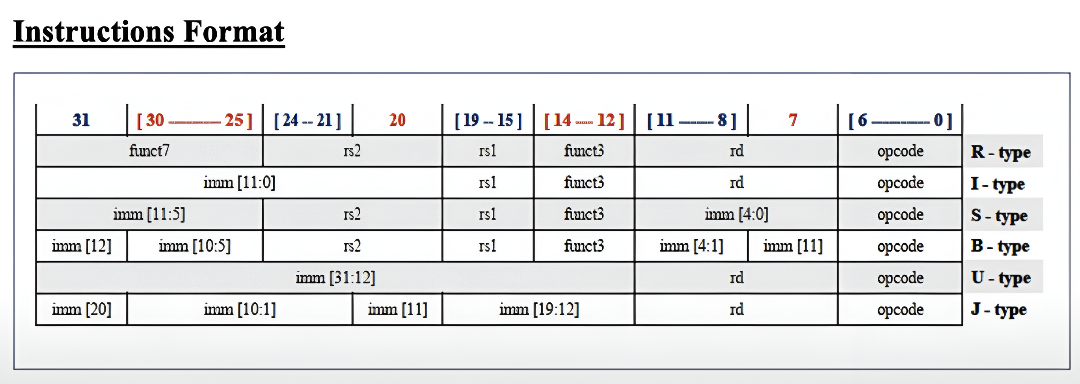 Instructions Format
31 [ 30 ——— 25 ] [ 24 -- 21 ] 20 [ 19 -- 15 ] [ 14 --- 12 ] [ 11 —— 8 ] 7 [ 6 ——— 0 ]
funct7 rs2 rs1 funct3 rd opcode R - type
imm [11:0] rs1 funct3 rd opcode I - type
imm [11:5] rs2 rs1 funct3 imm [4:0] opcode S - type
imm [12] imm [10:5] rs2 rs1 funct3 imm [4:1] imm [11] opcode B - type
imm [31:12] rd opcode U - type
imm [20] imm [10:1] imm [11] imm [19:12] rd opcode J - type